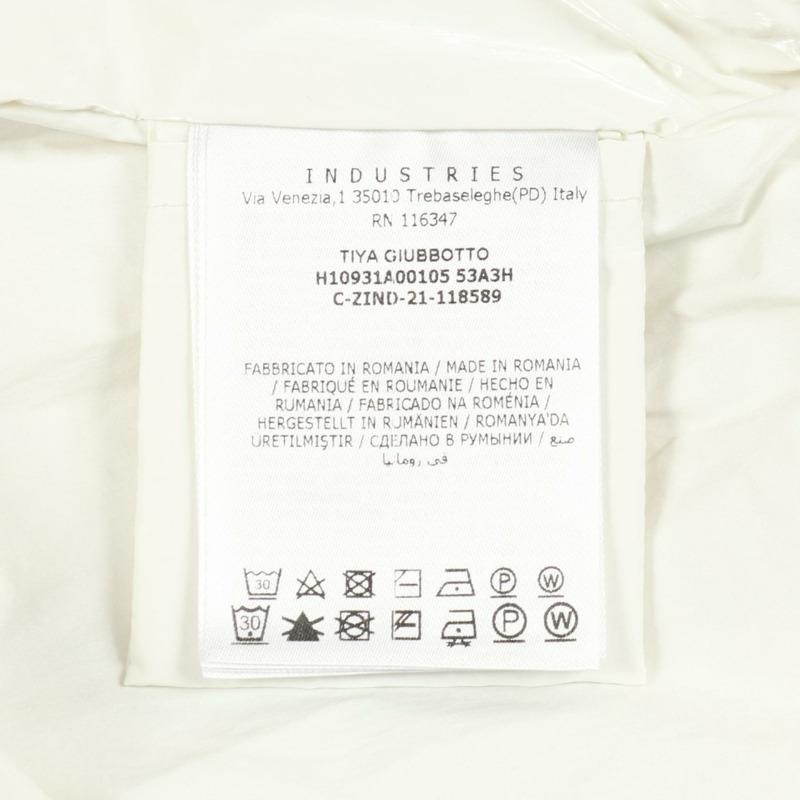 INDUSTRIES
Via Venezia,1 35010 Trebaseleghe(PD) Italy
RN 116347
TIYA GIUBBOTTO
H10931A00105 53A3H
C-ZIND-21-118589
FABBRICATO IN ROMANIA / MADE IN ROMANIA
/ FABRIQUÉ EN ROUMANIE / HECHO EN
RUMANIA / FABRICADO NA ROMÉNIA /
HERGESTELLT IN RUMÄNIEN / ROMANYA'DA
ÜRETILMIŞTIR / СДЕЛАНО В РУМЫНИИ / صنع
في رومانيا
30 P W
30 P W